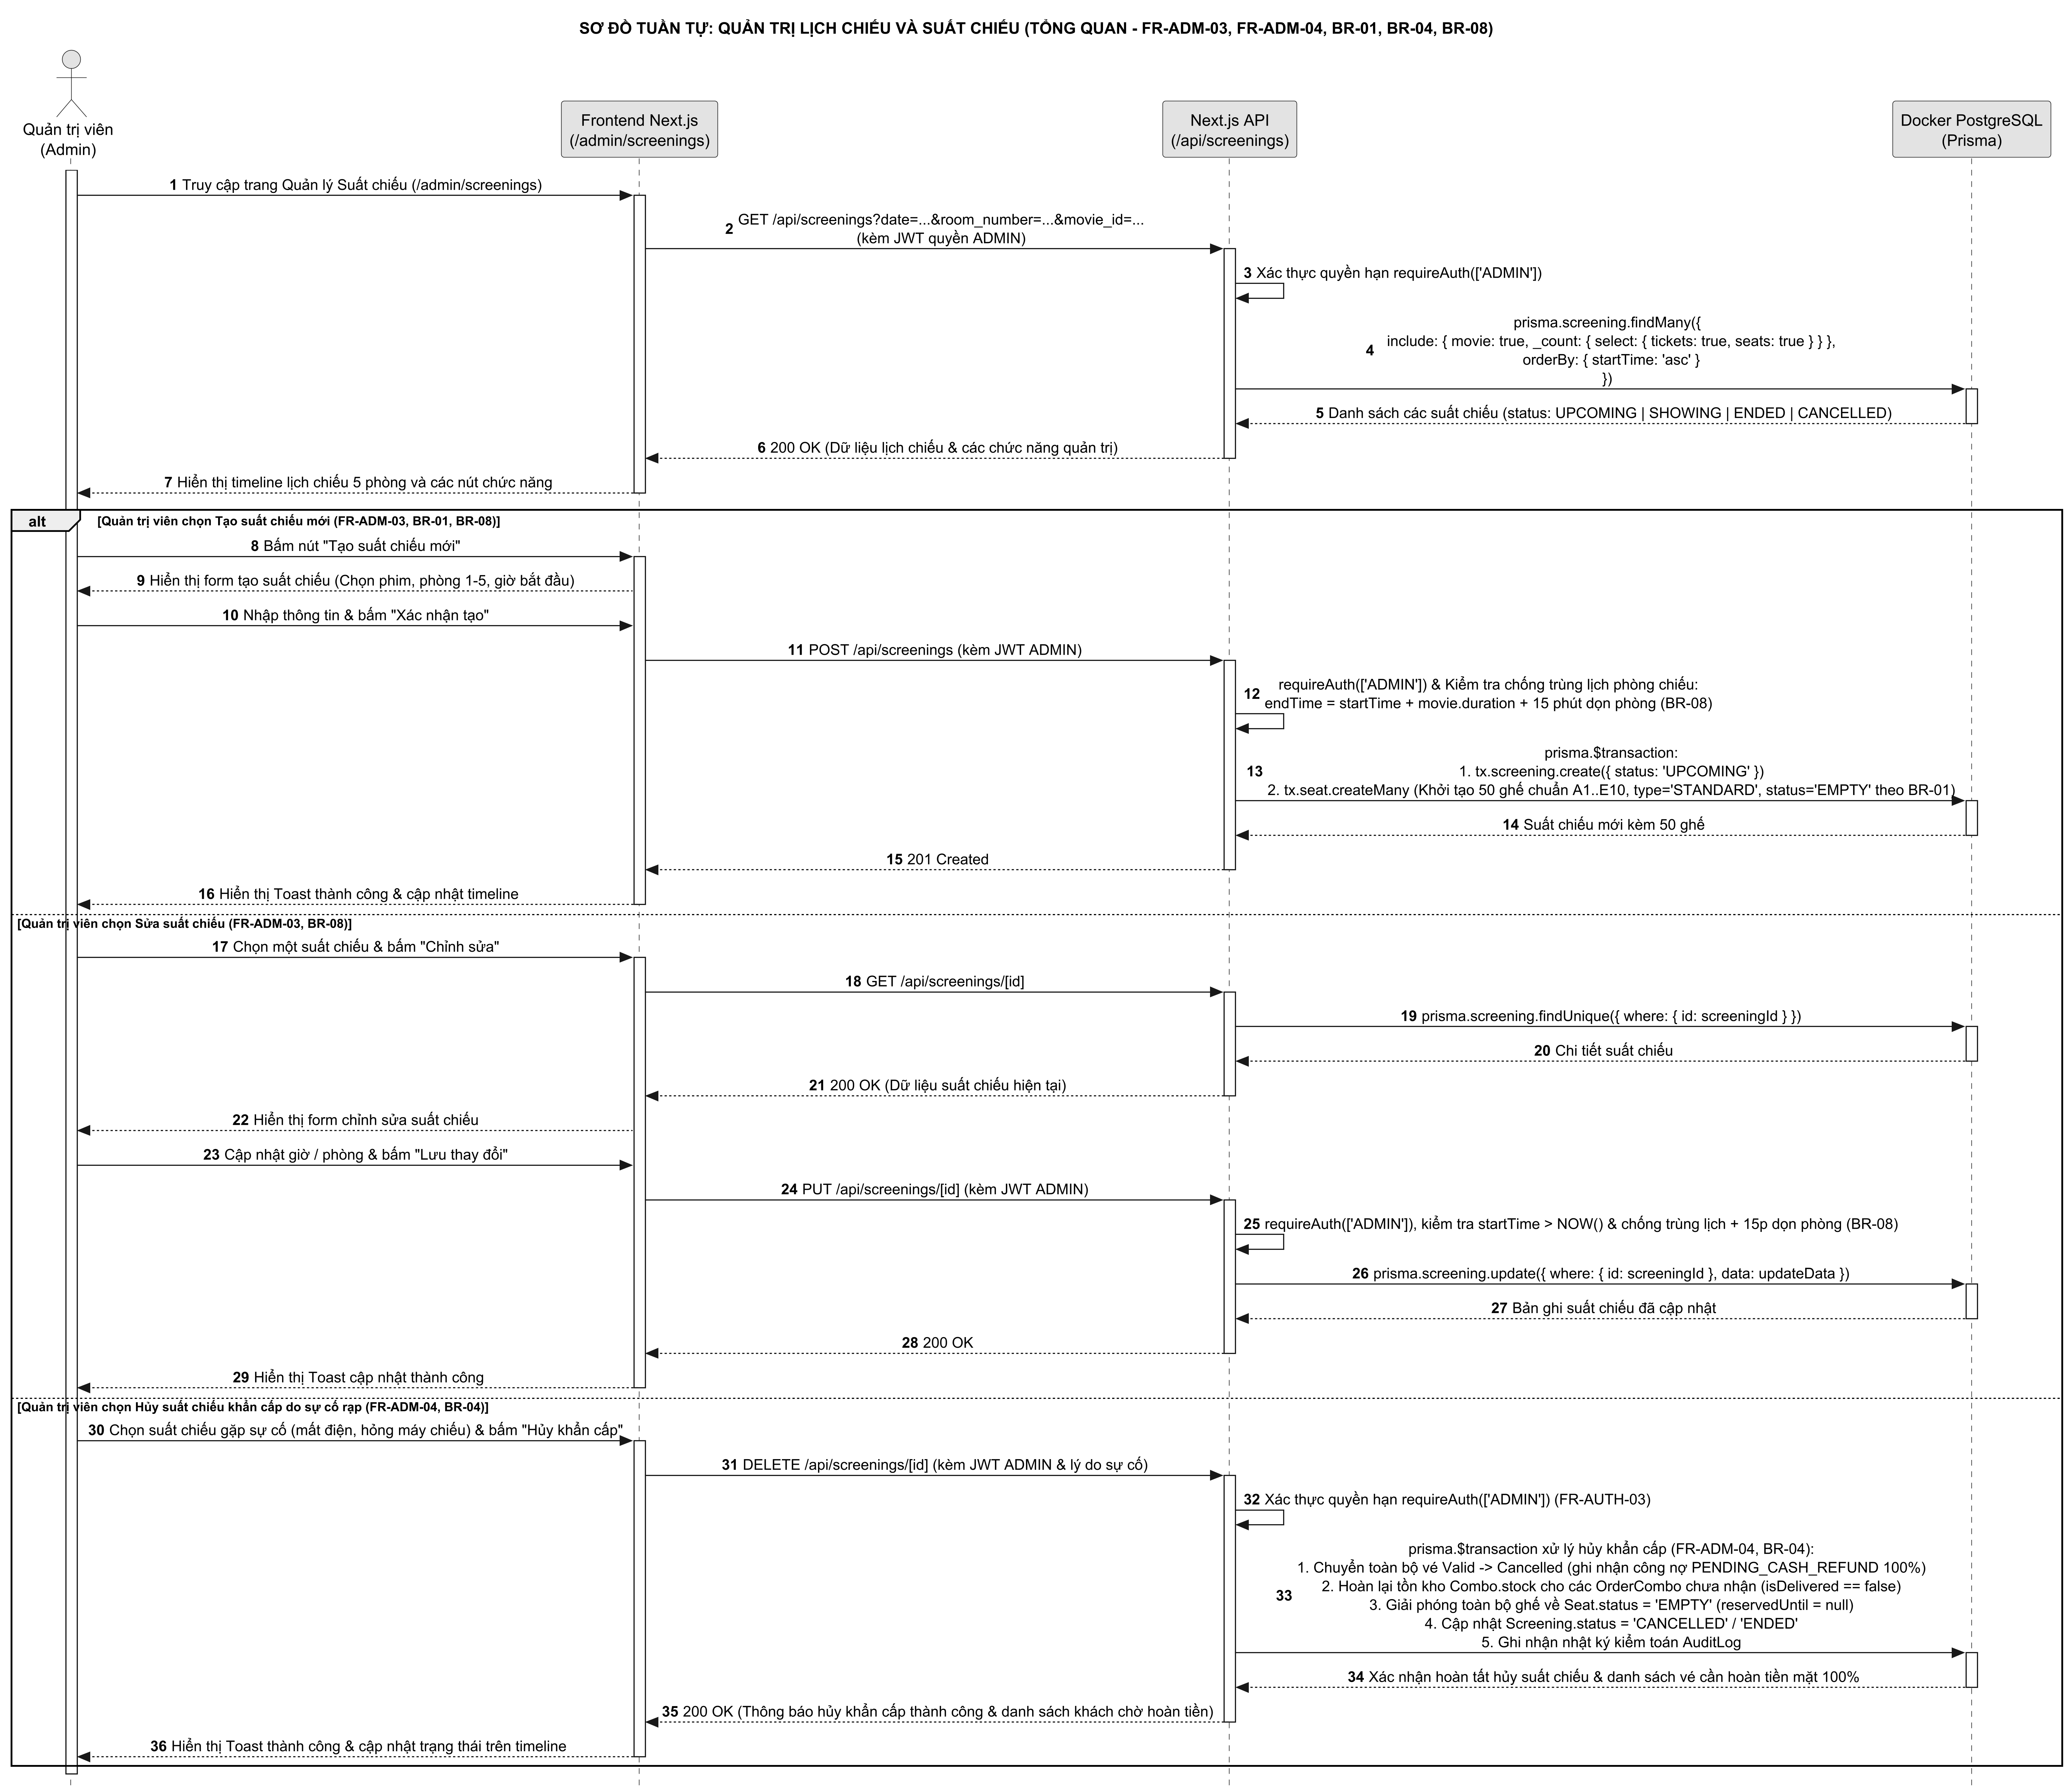 SƠ ĐỒ TUẦN TỰ: QUẢN TRỊ LỊCH CHIẾU VÀ SUẤT CHIẾU (TỔNG QUAN - FR-ADM-03, FR-ADM-04, BR-01, BR-04, BR-08)
Quản trị viên
(Admin)
Frontend Next.js
(/admin/screenings)
Next.js API
(/api/screenings)
Docker PostgreSQL
(Prisma)
1 Truy cập trang Quản lý Suất chiếu (/admin/screenings)
2 GET /api/screenings?date=...&room_number=...&movie_id=...
(kèm JWT quyền ADMIN)
3 Xác thực quyền hạn requireAuth(['ADMIN'])
prisma.screening.findMany({
4 include: { movie: true, _count: { select: { tickets: true, seats: true } } },
orderBy: { startTime: 'asc' }
})
5 Danh sách các suất chiếu (status: UPCOMING | SHOWING | ENDED | CANCELLED)
6 200 OK (Dữ liệu lịch chiếu & các chức năng quản trị)
7 Hiển thị timeline lịch chiếu 5 phòng và các nút chức năng
alt [Quản trị viên chọn Tạo suất chiếu mới (FR-ADM-03, BR-01, BR-08)]
8 Bấm nút "Tạo suất chiếu mới"
9 Hiển thị form tạo suất chiếu (Chọn phim, phòng 1-5, giờ bắt đầu)
10 Nhập thông tin & bấm "Xác nhận tạo"
11 POST /api/screenings (kèm JWT ADMIN)
12 requireAuth(['ADMIN']) & Kiểm tra chống trùng lịch phòng chiếu:
endTime = startTime + movie.duration + 15 phút dọn phòng (BR-08)
prisma.$transaction:
13 1. tx.screening.create({ status: 'UPCOMING' })
2. tx.seat.createMany (Khởi tạo 50 ghế chuẩn A1..E10, type='STANDARD', status='EMPTY' theo BR-01)
14 Suất chiếu mới kèm 50 ghế
15 201 Created
16 Hiển thị Toast thành công & cập nhật timeline
[Quản trị viên chọn Sửa suất chiếu (FR-ADM-03, BR-08)]
17 Chọn một suất chiếu & bấm "Chỉnh sửa"
18 GET /api/screenings/[id]
19 prisma.screening.findUnique({ where: { id: screeningId } })
20 Chi tiết suất chiếu
21 200 OK (Dữ liệu suất chiếu hiện tại)
22 Hiển thị form chỉnh sửa suất chiếu
23 Cập nhật giờ / phòng & bấm "Lưu thay đổi"
24 PUT /api/screenings/[id] (kèm JWT ADMIN)
25 requireAuth(['ADMIN']), kiểm tra startTime > NOW() & chống trùng lịch + 15p dọn phòng (BR-08)
26 prisma.screening.update({ where: { id: screeningId }, data: updateData })
27 Bản ghi suất chiếu đã cập nhật
28 200 OK
29 Hiển thị Toast cập nhật thành công
[Quản trị viên chọn Hủy suất chiếu khẩn cấp do sự cố rạp (FR-ADM-04, BR-04)]
30 Chọn suất chiếu gặp sự cố (mất điện, hỏng máy chiếu) & bấm "Hủy khẩn cấp"
31 DELETE /api/screenings/[id] (kèm JWT ADMIN & lý do sự cố)
32 Xác thực quyền hạn requireAuth(['ADMIN']) (FR-AUTH-03)
prisma.$transaction xử lý hủy khẩn cấp (FR-ADM-04, BR-04):
1. Chuyển toàn bộ vé Valid -> Cancelled (ghi nhận công nợ PENDING_CASH_REFUND 100%)
33 2. Hoàn lại tồn kho Combo.stock cho các OrderCombo chưa nhận (isDelivered == false)
3. Giải phóng toàn bộ ghế về Seat.status = 'EMPTY' (reservedUntil = null)
4. Cập nhật Screening.status = 'CANCELLED' / 'ENDED'
5. Ghi nhận nhật ký kiểm toán AuditLog
34 Xác nhận hoàn tất hủy suất chiếu & danh sách vé cần hoàn tiền mặt 100%
35 200 OK (Thông báo hủy khẩn cấp thành công & danh sách khách chờ hoàn tiền)
36 Hiển thị Toast thành công & cập nhật trạng thái trên timeline